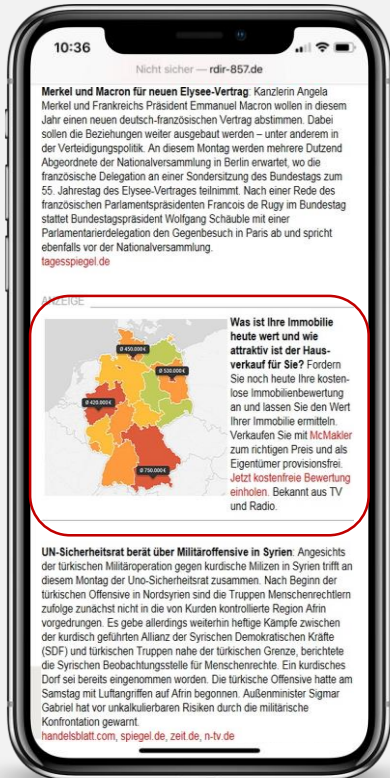 10:36
Nicht sicher — rdir-857.de
Merkel und Macron für neuen Elysee-Vertrag: Kanzlerin Angela
Merkel und Frankreichs Präsident Emmanuel Macron wollen in diesem
Jahr einen neuen deutsch-französischen Vertrag abstimmen. Dabei
sollen die Beziehungen weiter ausgebaut werden – unter anderem in
der Verteidigungspolitik. An diesem Montag werden mehrere Dutzend
Abgeordnete der Nationalversammlung in Berlin erwartet, wo die
französische Delegation an einer Sondersitzung des Bundestags zum
55. Jahrestag des Elysee-Vertrages teilnimmt. Nach einer Rede des
französischen Parlamentspräsidenten Francois de Rugy im Bundestag
stattet Bundestagspräsident Wolfgang Schäuble mit einer
Parlamentarierdelegation den Gegenbesuch in Paris ab und spricht
ebenfalls vor der Nationalversammlung.
tagesspiegel.de
ANZEIGE
Ø 450.000 €
Ø 530.000 €
Ø 420.000 €
Ø 750.000 €
Was ist Ihre Immobilie
heute wert und wie
attraktiv ist der Haus-
verkauf für Sie? Fordern
Sie noch heute Ihre kosten-
lose Immobilienbewertung
an und lassen Sie den Wert
Ihrer Immobilie ermitteln.
Verkaufen Sie mit McMakler
zum richtigen Preis und als
Eigentümer provisionsfrei.
Jetzt kostenfreie Bewertung
einholen. Bekannt aus TV
und Radio.
UN-Sicherheitsrat berät über Militäroffensive in Syrien: Angesichts
der türkischen Militäroperation gegen kurdische Milizen in Syrien trifft an
diesem Montag der Uno-Sicherheitsrat zusammen. Nach Beginn der
türkischen Offensive in Nordsyrien sind die Truppen Menschenrechtlern
zufolge zunächst nicht in die von Kurden kontrollierte Region Afrin
vorgedrungen. Es gebe allerdings weiterhin heftige Kämpfe zwischen
der kurdisch geführten Allianz der Syrischen Demokratischen Kräfte
(SDF) und türkischen Truppen nahe der türkischen Grenze, berichtete
die Syrische Beobachtungsstelle für Menschenrechte. Ein kurdisches
Dorf sei bereits eingenommen worden. Die türkische Offensive hatte am
Samstag mit Luftangriffen auf Afrin begonnen. Außenminister Sigmar
Gabriel hat vor unkalkulierbaren Risiken durch die militärische
Konfrontation gewarnt.
handelsblatt.com, spiegel.de, zeit.de, n-tv.de